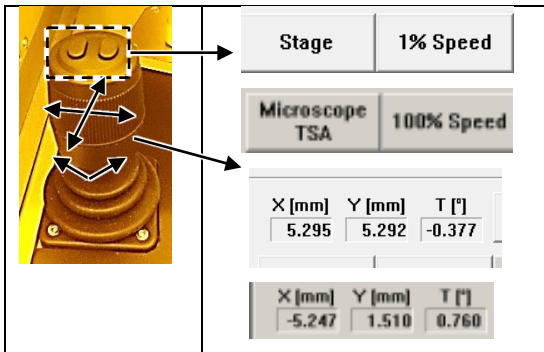 Stage 1% Speed
Microscope TSA 100% Speed
X [mm] Y [mm] T [°]
5.295 5.292 -0.377
X [mm] Y [mm] T [°]
-5.247 1.510 0.760